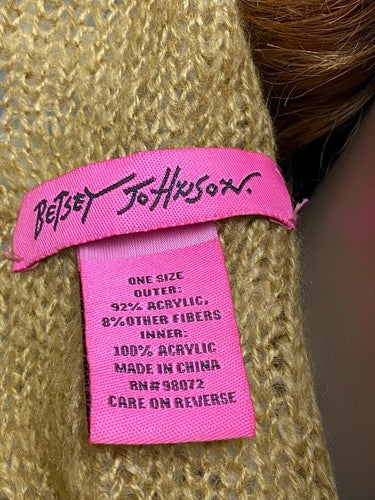 BETSEY JOHNSON.
ONE SIZE
OUTER:
92% ACRYLIC,
8%OTHER FIBERS
INNER:
100% ACRYLIC
MADE IN CHINA
RN#98072
CARE ON REVERSE